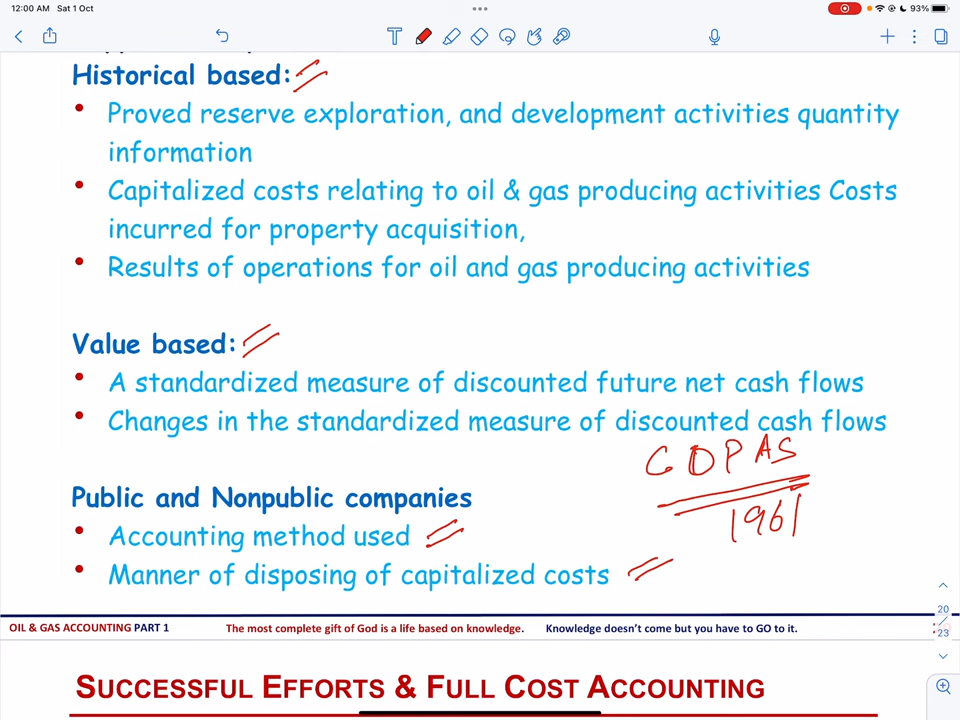 12:00 AM Sat 1 Oct
93%
Historical based:
• Proved reserve exploration, and development activities quantity
information
• Capitalized costs relating to oil & gas producing activities Costs
incurred for property acquisition,
• Results of operations for oil and gas producing activities
Value based:
• A standardized measure of discounted future net cash flows
• Changes in the standardized measure of discounted cash flows
COPAS
1961
Public and Nonpublic companies
• Accounting method used
• Manner of disposing of capitalized costs
20
23
OIL & GAS ACCOUNTING PART 1 The most complete gift of God is a life based on knowledge. Knowledge doesn't come but you have to GO to it.
SUCCESSFUL EFFORTS & FULL COST ACCOUNTING